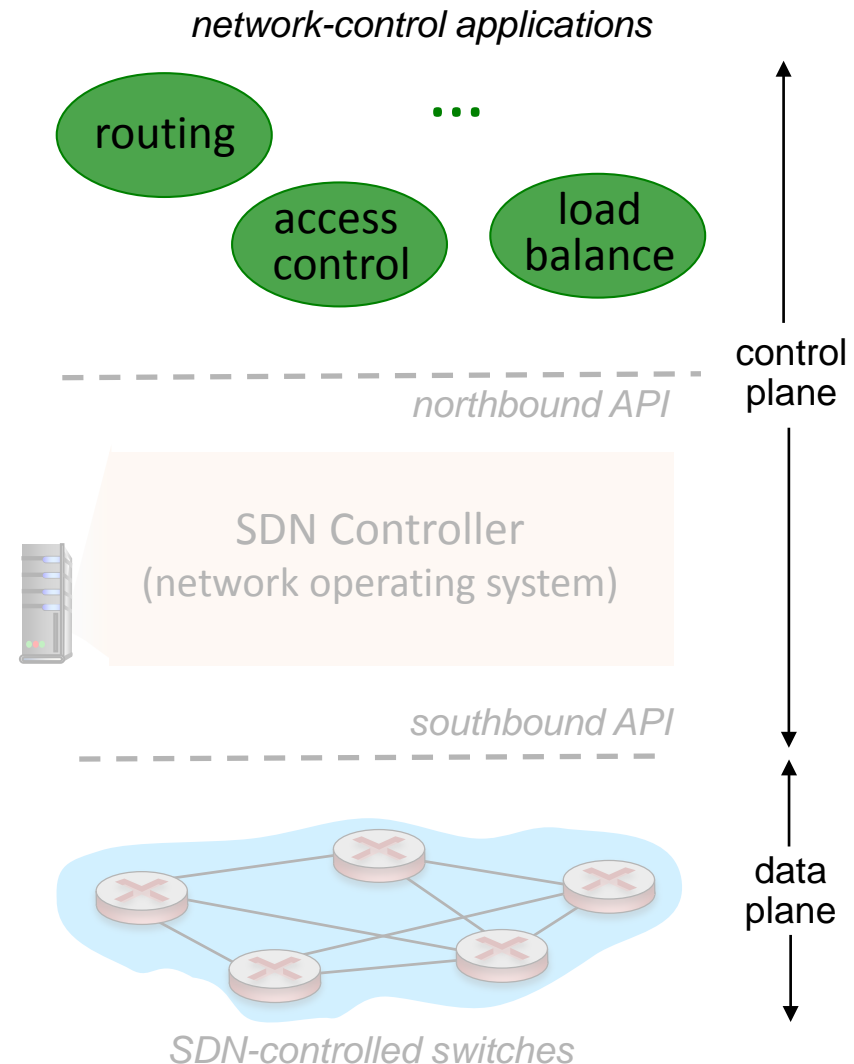 network-control applications
routing
…
access
control
load
balance
control
plane
northbound API
SDN Controller
(network operating system)
southbound API
data
plane
SDN-controlled switches